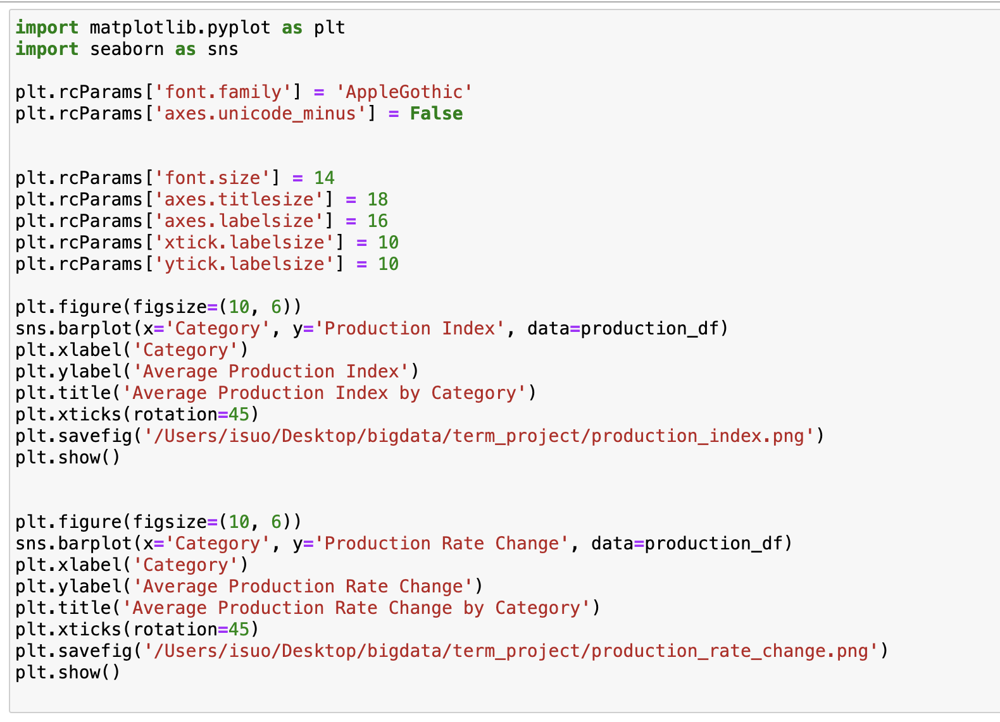 import matplotlib.pyplot as plt
import seaborn as sns
plt.rcParams['font.family'] = 'AppleGothic'
plt.rcParams['axes.unicode_minus'] = False
plt.rcParams['font.size'] = 14
plt.rcParams['axes.titlesize'] = 18
plt.rcParams['axes.labelsize'] = 16
plt.rcParams['xtick.labelsize'] = 10
plt.rcParams['ytick.labelsize'] = 10
plt.figure(figsize=(10, 6))
sns.barplot(x='Category', y='Production Index', data=production_df)
plt.xlabel('Category')
plt.ylabel('Average Production Index')
plt.title('Average Production Index by Category')
plt.xticks(rotation=45)
plt.savefig('/Users/isuo/Desktop/bigdata/term_project/production_index.png')
plt.show()
plt.figure(figsize=(10, 6))
sns.barplot(x='Category', y='Production Rate Change', data=production_df)
plt.xlabel('Category')
plt.ylabel('Average Production Rate Change')
plt.title('Average Production Rate Change by Category')
plt.xticks(rotation=45)
plt.savefig('/Users/isuo/Desktop/bigdata/term_project/production_rate_change.png')
plt.show()